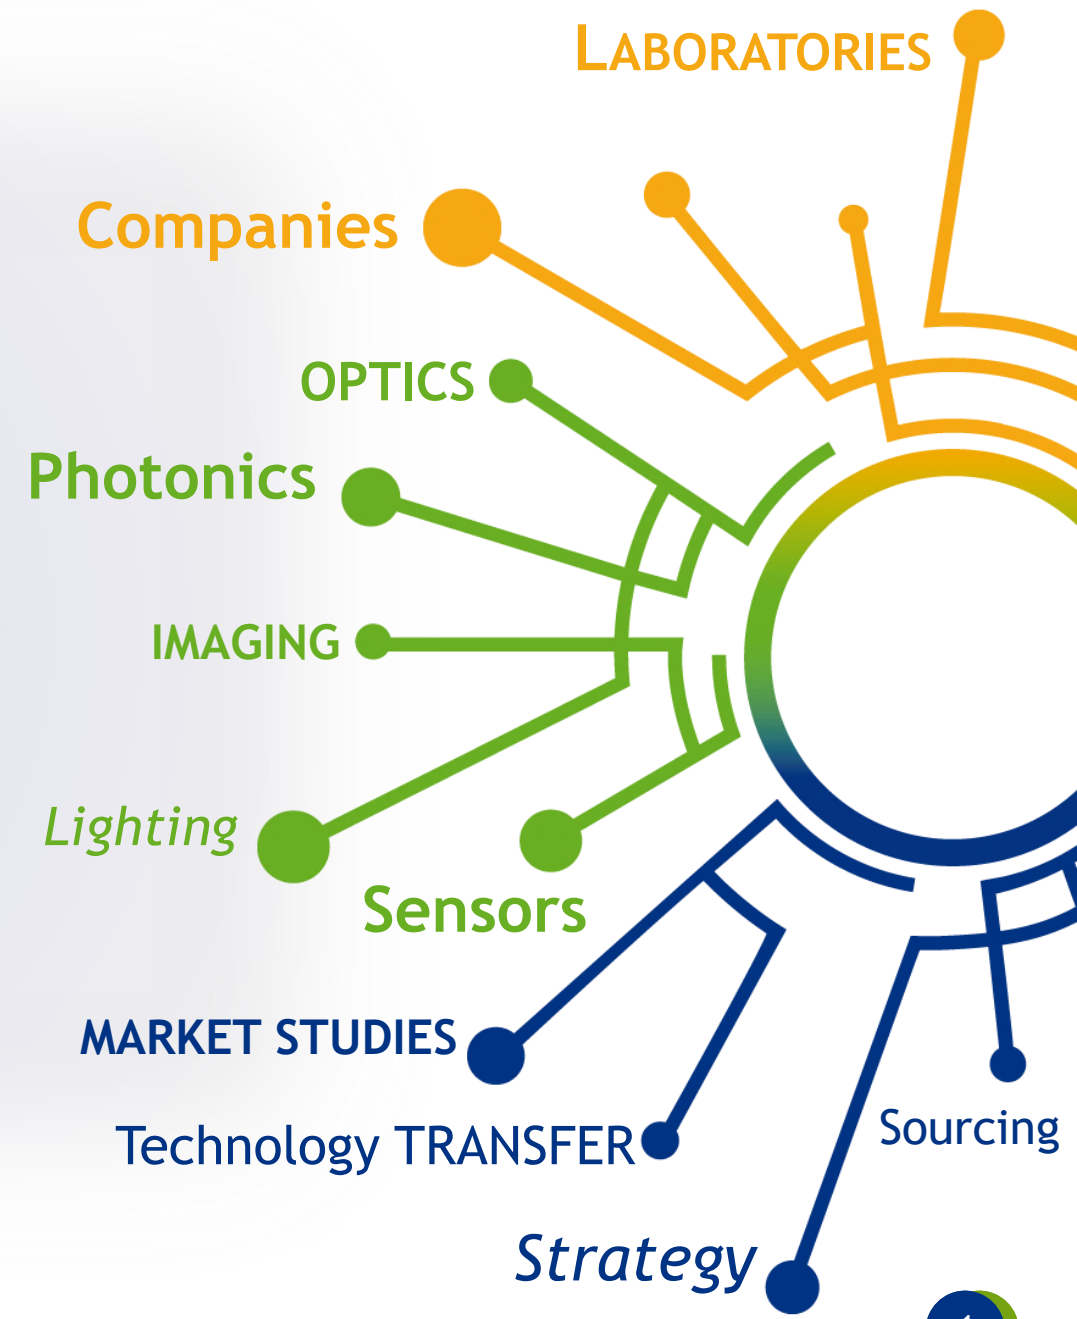 LABORATORIES
Companies
OPTICS
Photonics
IMAGING
Lighting
Sensors
MARKET STUDIES
Technology TRANSFER
Sourcing
Strategy